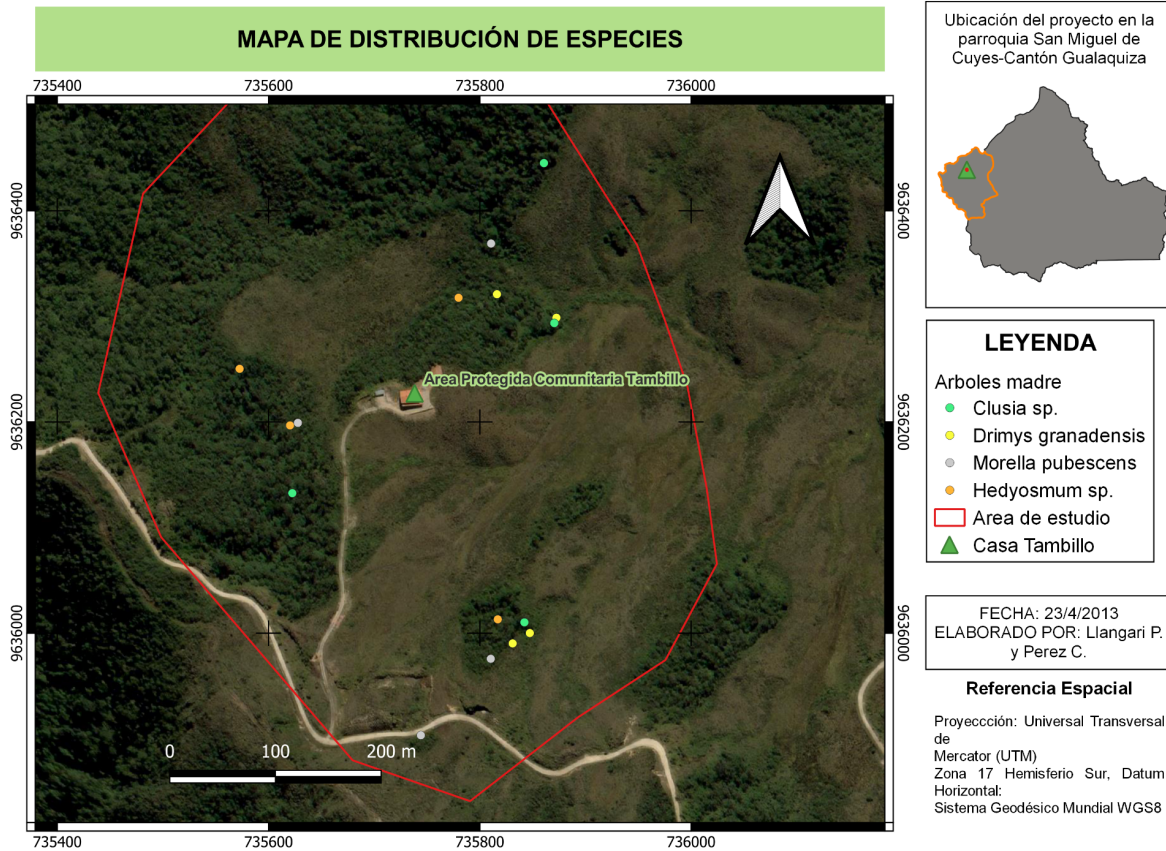 MAPA DE DISTRIBUCIÓN DE ESPECIES
735400
735600
735800
736000
9636400
9636200
9636000
9636400
9636200
9636000
Area Protegida Comunitaria Tambillo
0
100
200 m
735400
735600
735800
736000
Ubicación del proyecto en la
parroquia San Miguel de
Cuyes-Cantón Gualaquiza
LEYENDA
Arboles madre
Clusia sp.
Drimys granadensis
Morella pubescens
Hedyosmum sp.
Area de estudio
Casa Tambillo
FECHA: 23/4/2013
ELABORADO POR: Llangari P.
y Perez C.
Referencia Espacial
Proyeccción: Universal Transversal
de
Mercator (UTM)
Zona 17 Hemisferio Sur, Datum
Horizontal:
Sistema Geodésico Mundial WGS8